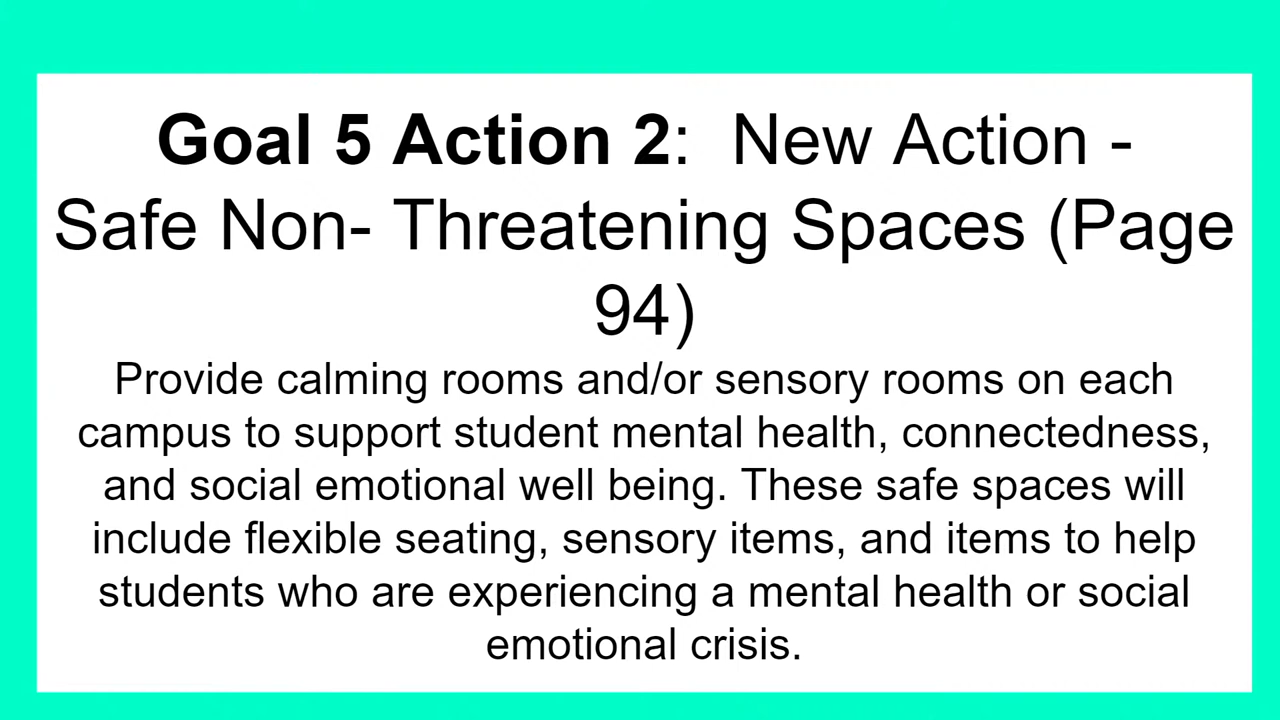 Goal 5 Action 2:  New Action -
Safe Non- Threatening Spaces (Page
94)
Provide calming rooms and/or sensory rooms on each
campus to support student mental health, connectedness,
and social emotional well being. These safe spaces will
include flexible seating, sensory items, and items to help
students who are experiencing a mental health or social
emotional crisis.